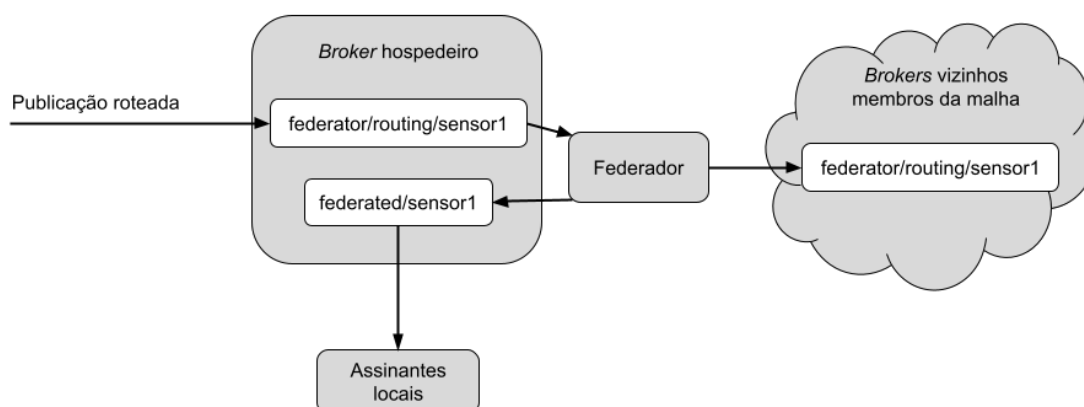 Broker hospedeiro
Publicação roteada
federator/routing/sensor1
federated/sensor1
Federador
Brokers vizinhos
membros da malha
federator/routing/sensor1
Assinantes
locais